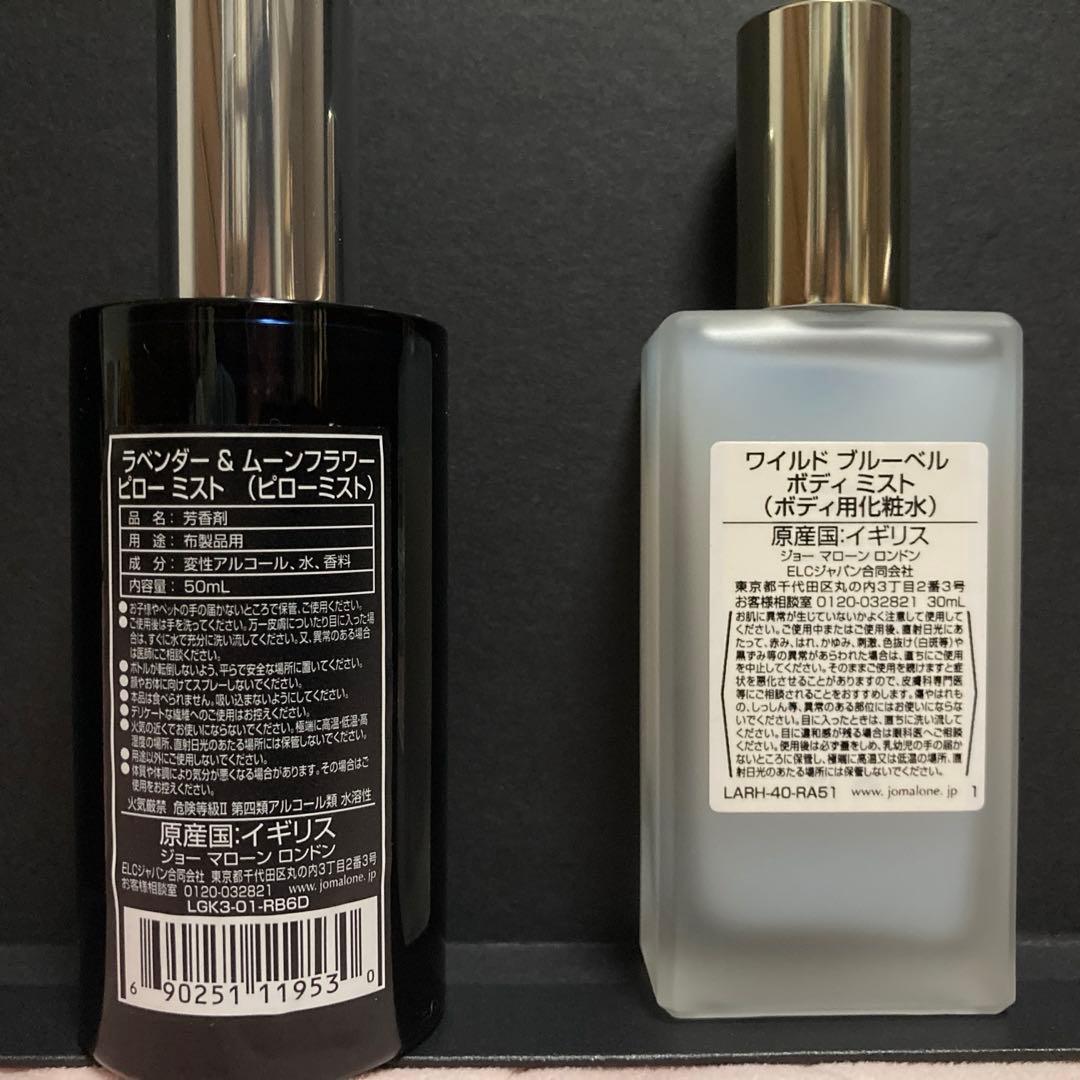 ラベンダー & ムーンフラワー
ピロー ミスト （ピローミスト）
品 名： 芳香剤
用 途： 布製品用
成 分： 変性アルコール、水、香料
内容量： 50mL
●お子様やペットの手の届かないところで保管、ご使用ください。
●ご使用後は手を洗ってください。万一皮膚についたり目に入った場
合は、すぐに水で充分に洗い流してください。又、異常のある場合
は医師にご相談ください。
●ボトルが転倒しないよう、平らで安全な場所に置いてください。
●顔やお体に向けてスプレーしないでください。
●本品は食べられません。吸い込まないようにしてください。
●デリケートな繊維へのご使用はお控えください。
●火気の近くでお使いにならないでください。極端に高温・低温・高
湿度の場所、直射日光のあたる場所には保管しないでください。
●用途以外にご使用しないでください。
●体質や体調により気分が悪くなる場合があります。その場合はご
使用をお控えください。
火気厳禁 危険等級II 第四類アルコール類 水溶性
原産国：イギリス
ジョー マローン ロンドン
ELCジャパン合同会社 東京都千代田区丸の内3丁目2番3号
お客様相談室 0120-032821 www.jomalone.jp
LGK3-01-RB6D
6 90251 11953 0
ワイルド ブルーベル
ボディ ミスト
（ボディ用化粧水）
原産国：イギリス
ジョー マローン ロンドン
ELCジャパン合同会社
東京都千代田区丸の内3丁目2番3号
お客様相談室 0120-032821 30mL
お肌に異常が生じていないかよく注意して使用して
ください。ご使用中またはご使用後、直射日光にあ
たって、赤み、はれ、かゆみ、刺激、色抜け（白斑等）や
黒ずみ等の異常があらわれた場合は、直ちにご使用
を中止してください。そのままご使用を続けますと症
状を悪化させることがありますので、皮膚科専門医
等にご相談されることをおすすめします。傷やはれも
の、しっしん等、異常のある部位にはお使いにならな
いでください。目に入ったときは、直ちに洗い流して
ください。目に違和感が残る場合は眼科医へご相談
ください。使用後は必ず蓋をしめ、乳幼児の手の届か
ないところに保管し、極端に高温又は低温の場所、直
射日光のあたる場所には保管しないでください。
LARH-40-RA51 www.jomalone.jp 1